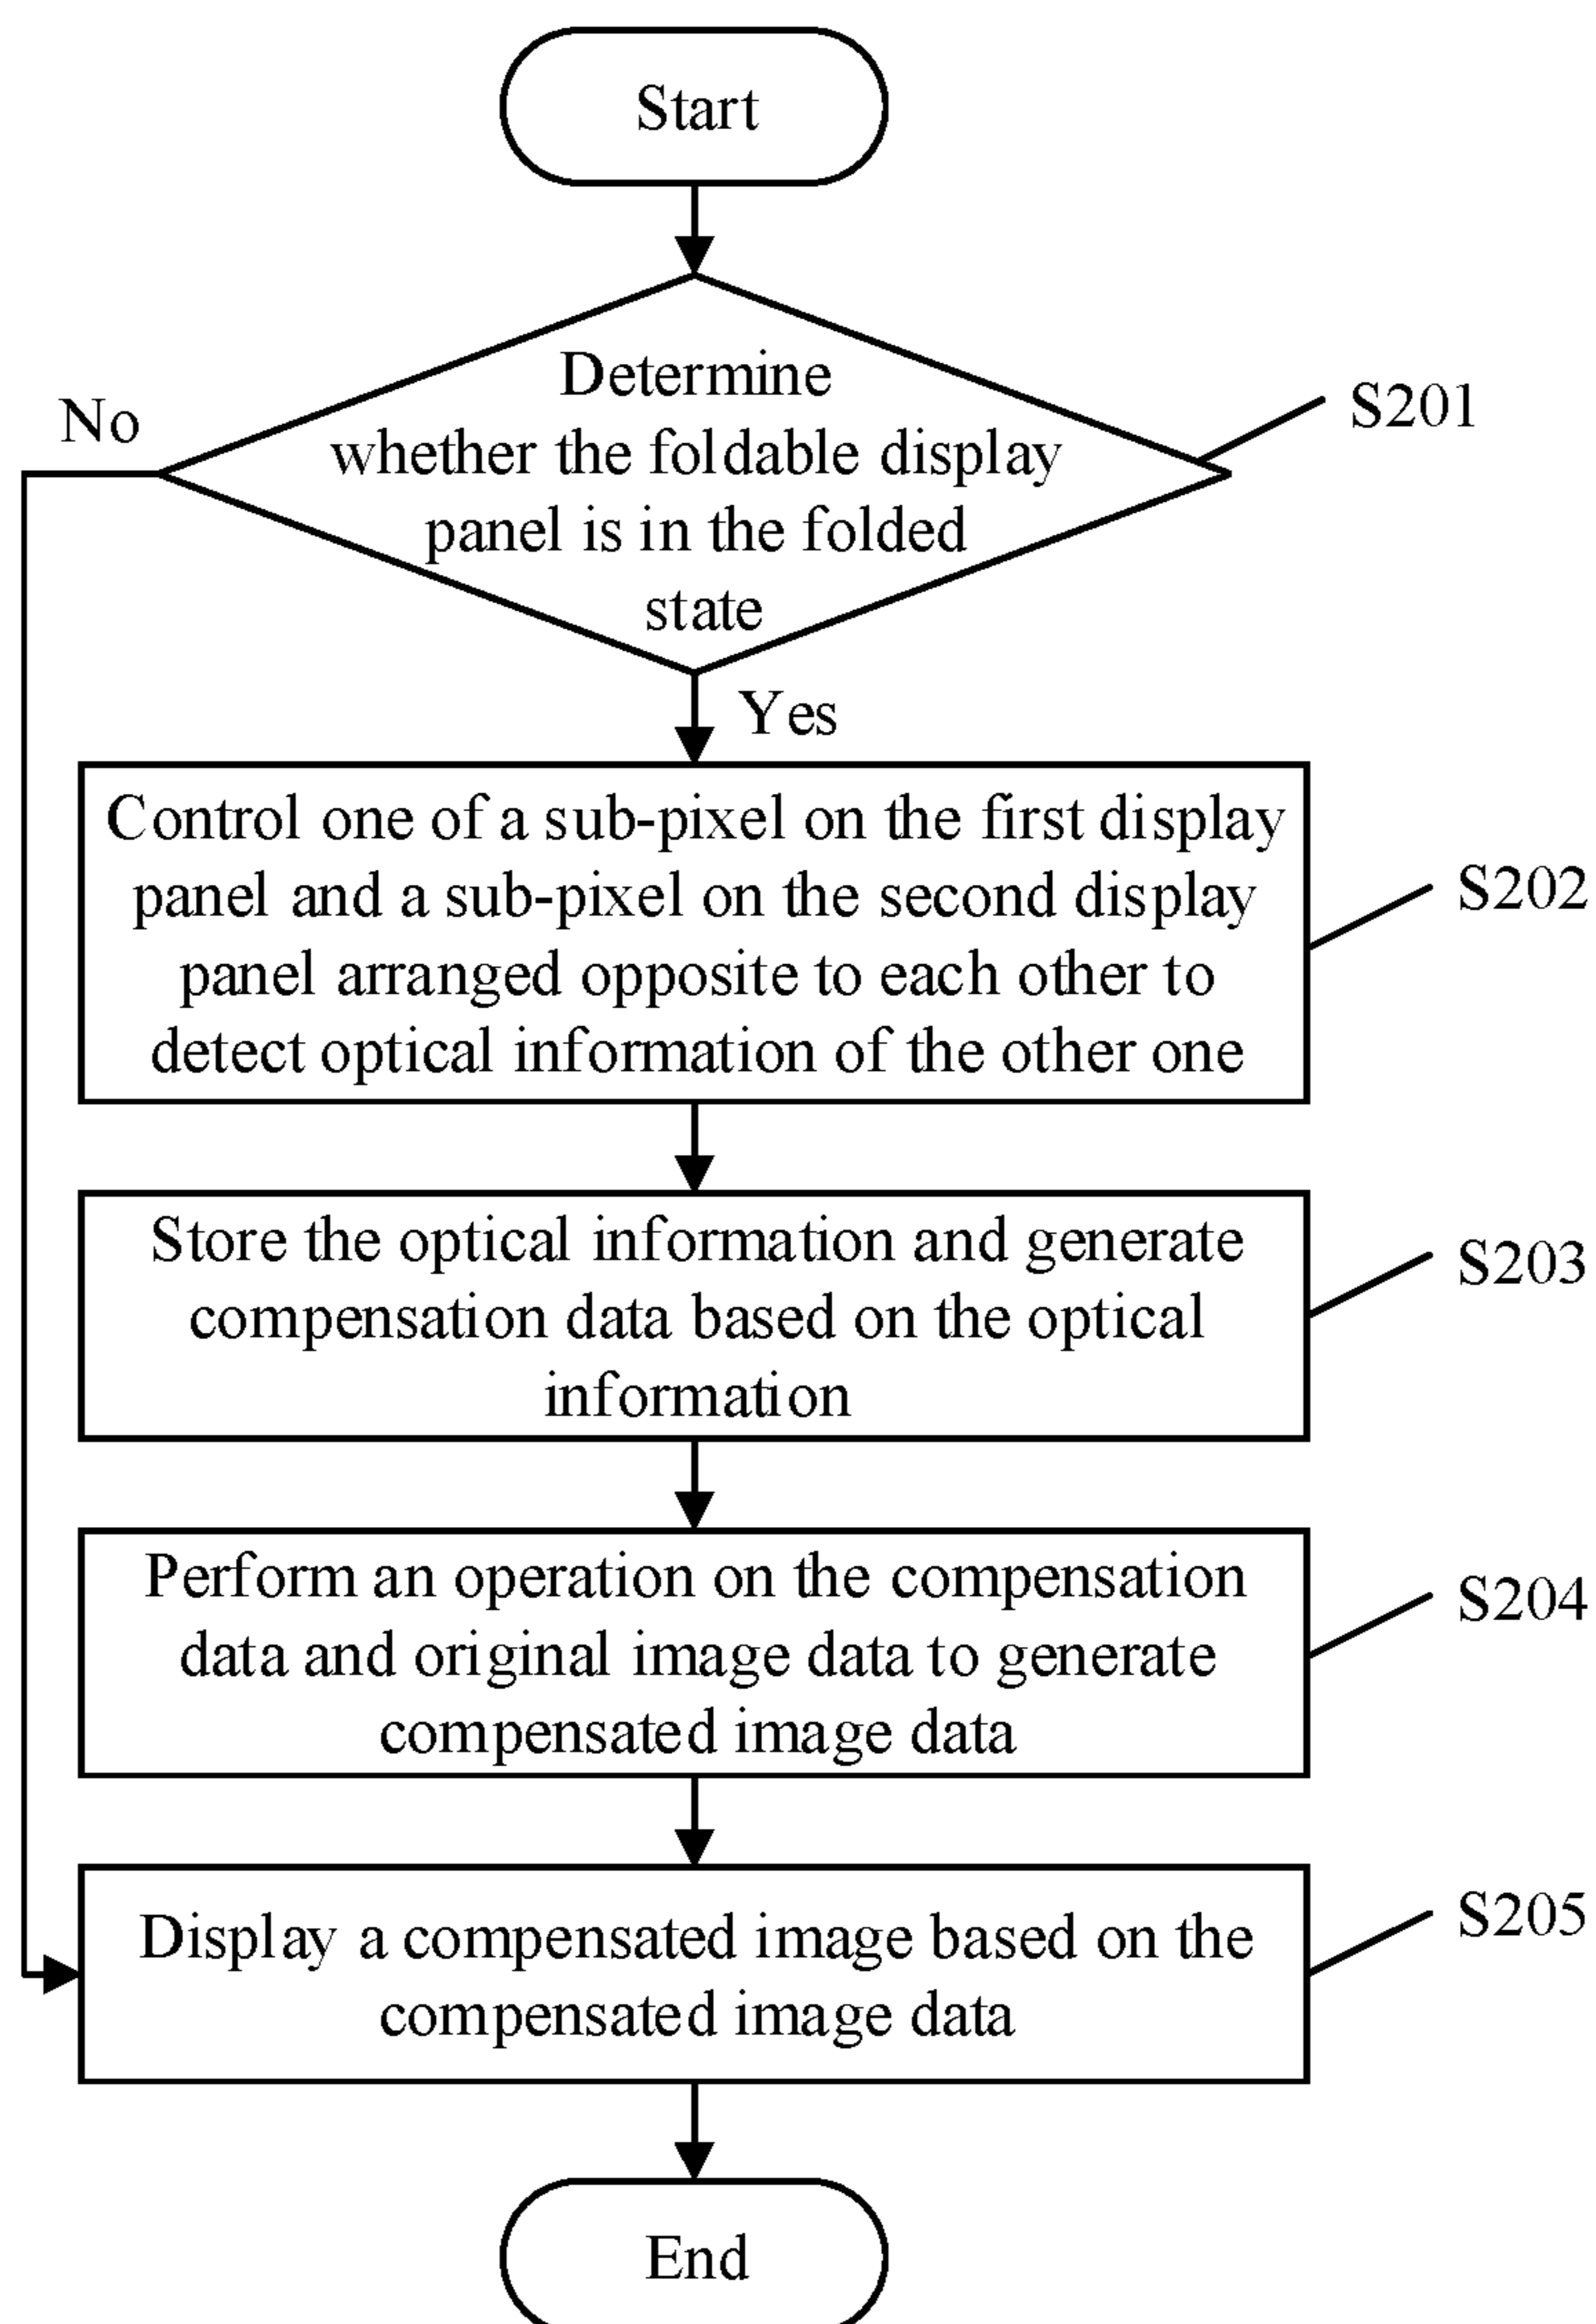 Start
Determine
whether the foldable display
panel is in the folded
state
No
S201
Yes
Control one of a sub-pixel on the first display
panel and a sub-pixel on the second display
panel arranged opposite to each other to
detect optical information of the other one
S202
Store the optical information and generate
compensation data based on the optical
information
S203
Perform an operation on the compensation
data and original image data to generate
compensated image data
S204
Display a compensated image based on the
compensated image data
S205
End